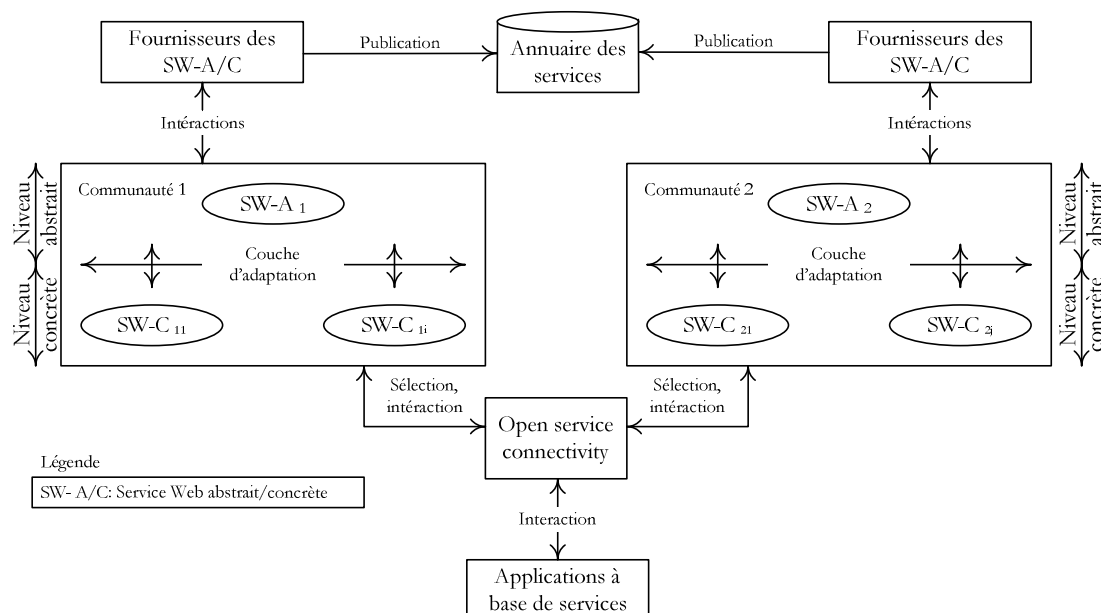 Fournisseurs des
SW-A/C
Publication
Annuaire des
services
Publication
Fournisseurs des
SW-A/C
Intéractions
Intéractions
Niveau
abstrait
Communauté 1
SW-A 1
Couche
d'adaptation
Niveau
concrète
SW-C 11
SW-C 1i
Communauté 2
SW-A 2
Couche
d'adaptation
SW-C 21
SW-C 2j
Niveau
abstrait
Niveau
concrète
Sélection,
intéraction
Sélection,
intéraction
Open service
connectivity
Légende
SW- A/C: Service Web abstrait/concrète
Interaction
Applications à
base de services